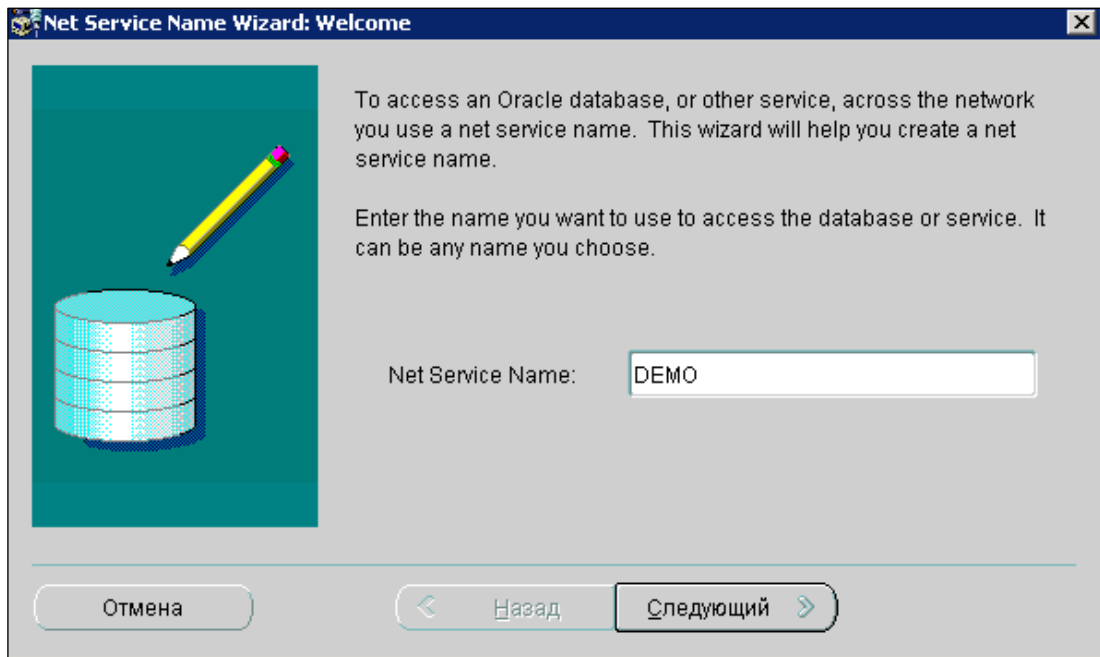 Net Service Name Wizard: Welcome
To access an Oracle database, or other service, across the network
you use a net service name. This wizard will help you create a net
service name.
Enter the name you want to use to access the database or service. It
can be any name you choose.
Net Service Name: DEMO
Отмена Назад Следующий